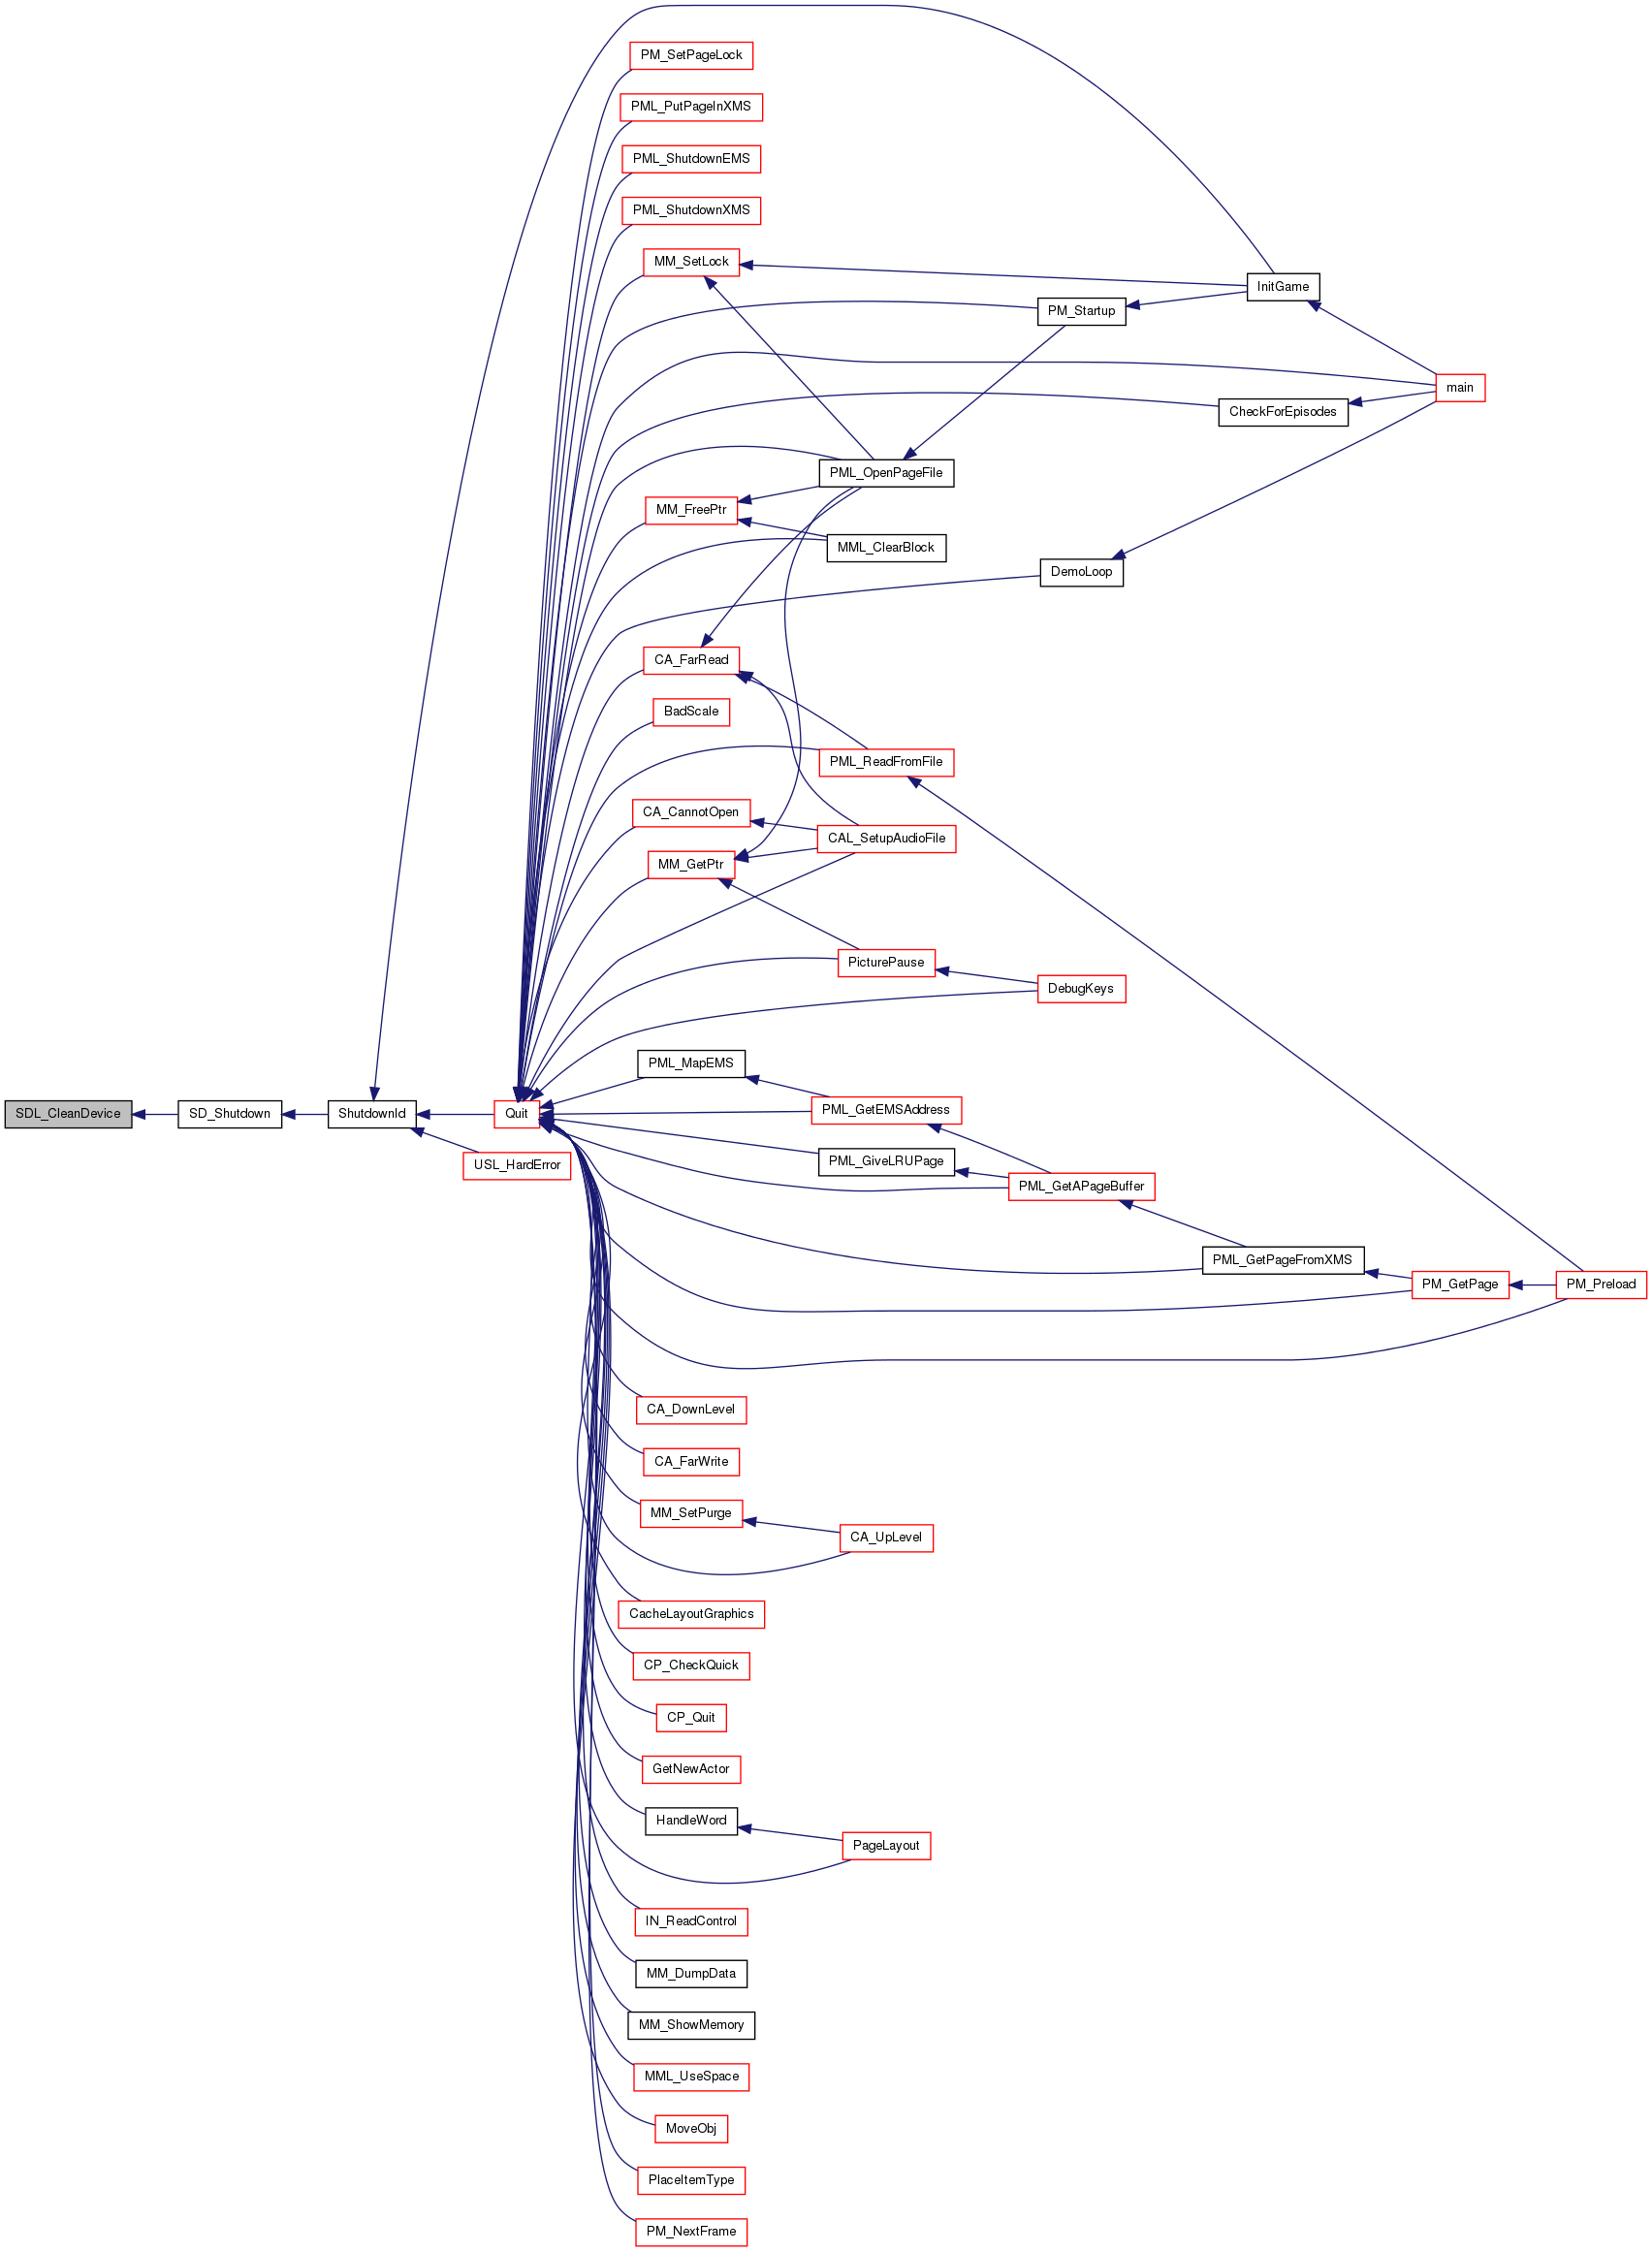 PM_SetPageLock
PML_PutPageInXMS
PML_ShutdownEMS
PML_ShutdownXMS
MM_SetLock
InitGame
PM_Startup
main
CheckForEpisodes
PML_OpenPageFile
MM_FreePtr
MML_ClearBlock
DemoLoop
CA_FarRead
BadScale
PML_ReadFromFile
CA_CannotOpen
CAL_SetupAudioFile
MM_GetPtr
PicturePause
DebugKeys
PML_MapEMS
SDL_CleanDevice
SD_Shutdown
ShutdownId
Quit
PML_GetEMSAddress
USL_HardError
PML_GiveLRUPage
PML_GetAPageBuffer
PML_GetPageFromXMS
PM_GetPage
PM_Preload
CA_DownLevel
CA_FarWrite
MM_SetPurge
CA_UpLevel
CacheLayoutGraphics
CP_CheckQuick
CP_Quit
GetNewActor
HandleWord
PageLayout
IN_ReadControl
MM_DumpData
MM_ShowMemory
MML_UseSpace
MoveObj
PlaceItemType
PM_NextFrame